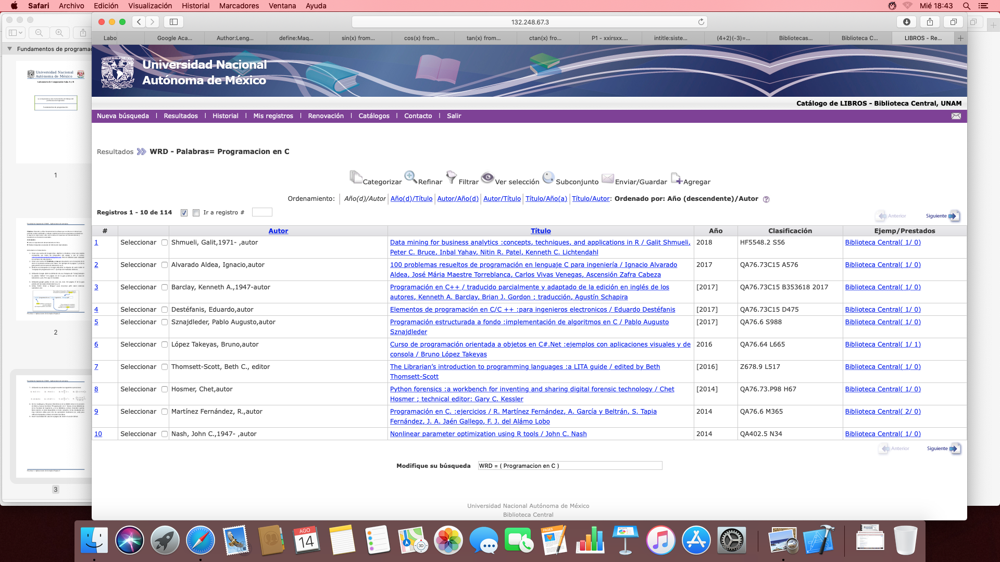 Safari Archivo Edición Visualización Historial Marcadores Ventana Ayuda Mié 18:43
132.248.67.3
Labo Google Aca... Author:Leng... define:Maq... sin(x) from... cos(x) from... tan(x) from... ctan(x) fro... P1 - xxirsxx.... intitle:siste... (4+2)(-3)=... Bibliotecas... Biblioteca C... LIBROS - Re...
Fundamentos de programac
Universidad Nacional
Autónoma de México
1
2
3
Universidad Nacional
Autónoma de México
Catálogo de LIBROS - Biblioteca Central, UNAM
Nueva búsqueda | Resultados | Historial | Mis registros | Renovación | Catálogos | Contacto | Salir
Resultados WRD - Palabras= Programacion en C
Categorizar Refinar Filtrar Ver selección Subconjunto Enviar/Guardar Agregar
Ordenamiento: Año(d)/Autor Año(d)/Título Autor/Año(d) Autor/Título Título/Año(a) Título/Autor: Ordenado por: Año (descendente)/Autor ?
Registros 1 - 10 de 114 Ir a registro # Anterior Siguiente
# Autor Título Año Clasificación Ejemp/Prestados
1 Seleccionar Shmueli, Galit,1971- ,autor Data mining for business analytics :concepts, techniques, and applications in R / Galit Shmueli, 2018 HF5548.2 S56 Biblioteca Central( 1/ 0)
Peter C. Bruce, Inbal Yahav, Nitin R. Patel, Kenneth C. Lichtendahl
2 Seleccionar Alvarado Aldea, Ignacio,autor 100 problemas resueltos de programación en lenguaje C para ingeniería / Ignacio Alvarado 2017 QA76.73C15 A576 Biblioteca Central( 1/ 0)
Aldea, José Mária Maestre Torreblanca, Carlos Vivas Venegas, Ascensión Zafra Cabeza
3 Seleccionar Barclay, Kenneth A.,1947-autor Programación en C++ / traducido parcialmente y adaptado de la edición en inglés de los [2017] QA76.73C15 B353618 2017 Biblioteca Central( 1/ 0)
autores, Kenneth A. Barclay, Brian J. Gordon ; traducción, Agustín Schapira
4 Seleccionar Destéfanis, Eduardo,autor Elementos de programación en C/C ++ :para ingenieros electronicos / Eduardo Destéfanis [2017] QA76.73C15 D475 Biblioteca Central( 1/ 0)
5 Seleccionar Sznajdleder, Pablo Augusto,autor Programación estructurada a fondo :implementación de algoritmos en C / Pablo Augusto [2017] QA76.6 S988 Biblioteca Central( 1/ 0)
Sznajdleder
6 Seleccionar López Takeyas, Bruno,autor Curso de programación orientada a objetos en C#.Net :ejemplos con aplicaciones visuales y de 2016 QA76.64 L665 Biblioteca Central( 1/ 1)
consola / Bruno López Takeyas
7 Seleccionar Thomsett-Scott, Beth C., editor The Librarian's introduction to programming languages :a LITA guide / edited by Beth [2016] Z678.9 L517 Biblioteca Central( 1/ 0)
Thomsett-Scott
8 Seleccionar Hosmer, Chet,autor Python forensics :a workbench for inventing and sharing digital forensic technology / Chet [2014] QA76.73.P98 H67 Biblioteca Central( 1/ 0)
Hosmer ; technical editor: Gary C. Kessler
9 Seleccionar Martínez Fernández, R.,autor Programación en C. :ejercicios / R. Martínez Fernández, A. García y Beltrán, S. Tapia 2014 QA76.6 M365 Biblioteca Central( 2/ 0)
Fernández, J. A. Jaén Gallego, F. J. del Alámo Lobo
10 Seleccionar Nash, John C.,1947- ,autor Nonlinear parameter optimization using R tools / John C. Nash 2014 QA402.5 N34 Biblioteca Central( 1/ 0)
Anterior Siguiente
Modifique su búsqueda WRD = ( Programacion en C )
Universidad Nacional Autónoma de México
Biblioteca Central
AGO
14
3D
PAGES